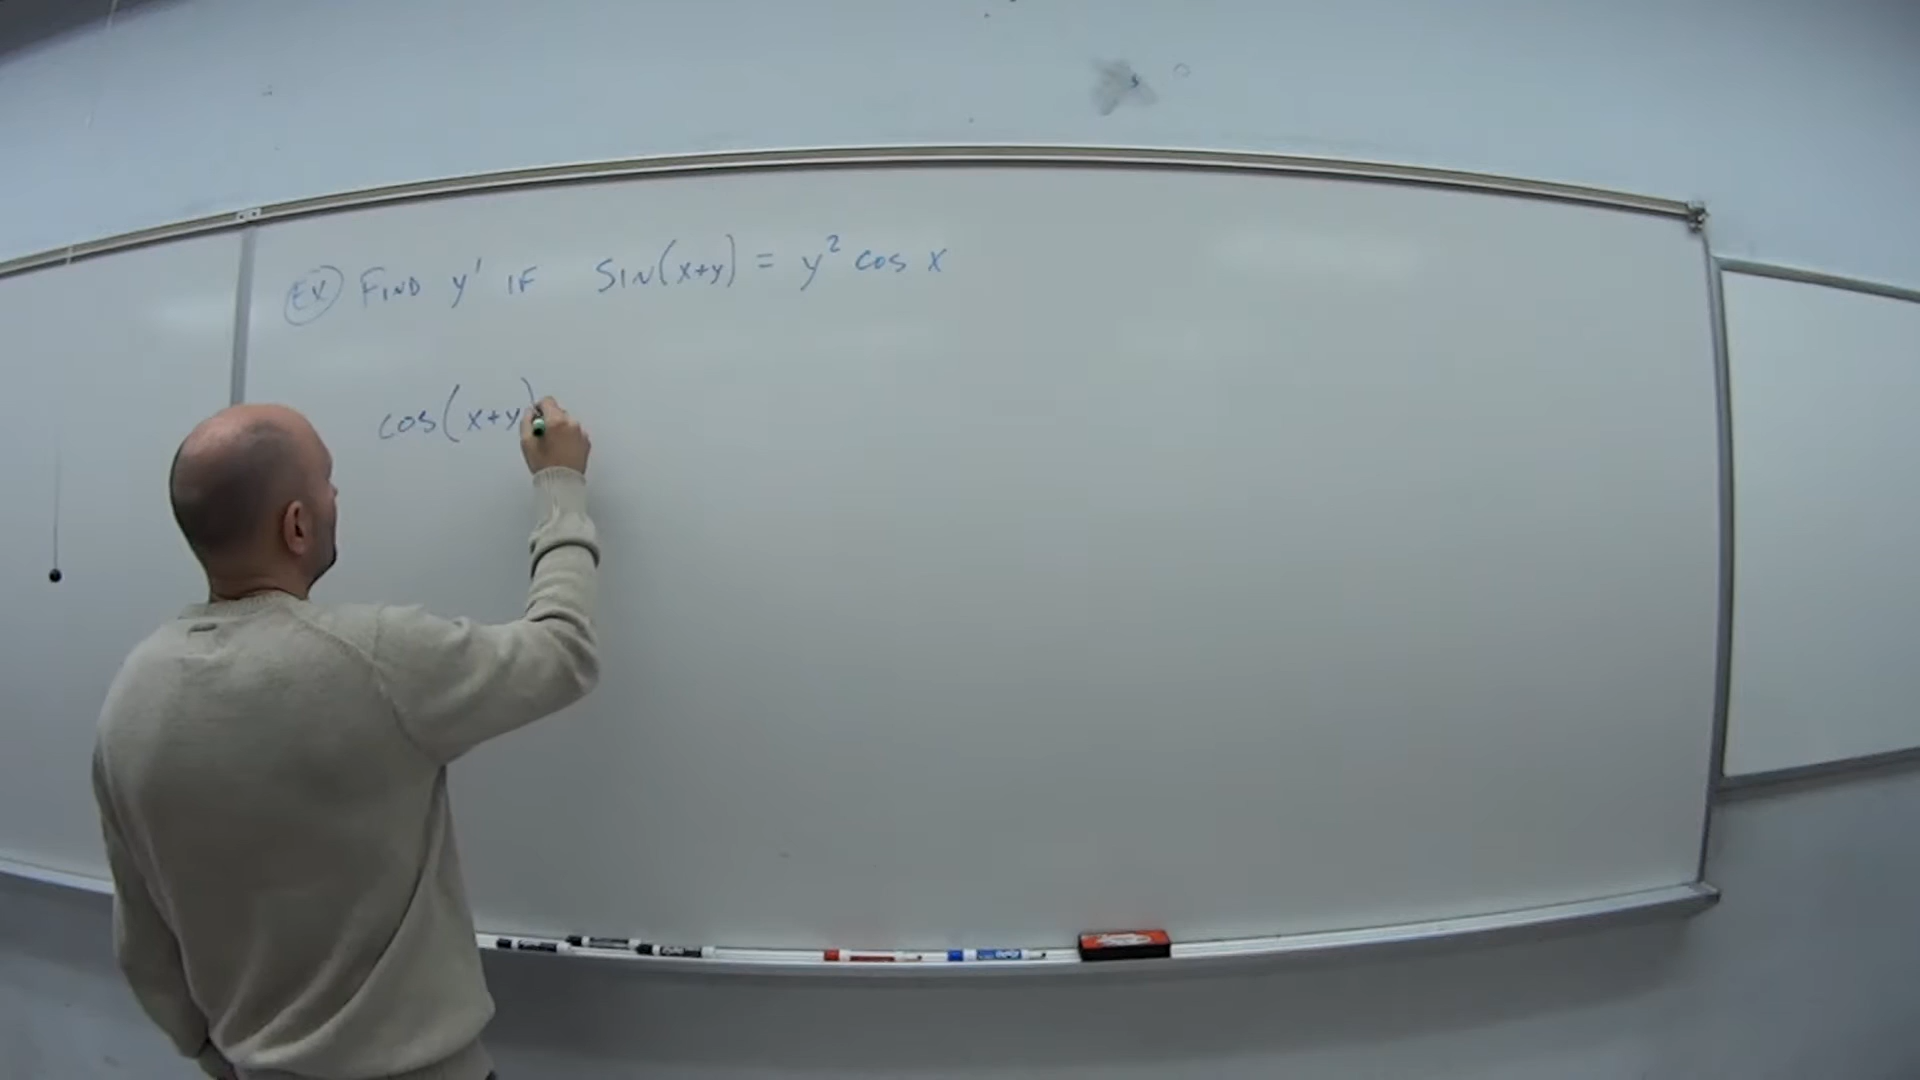 EX FIND y' IF SIN(x+y) = y² cos x
cos(x+y)